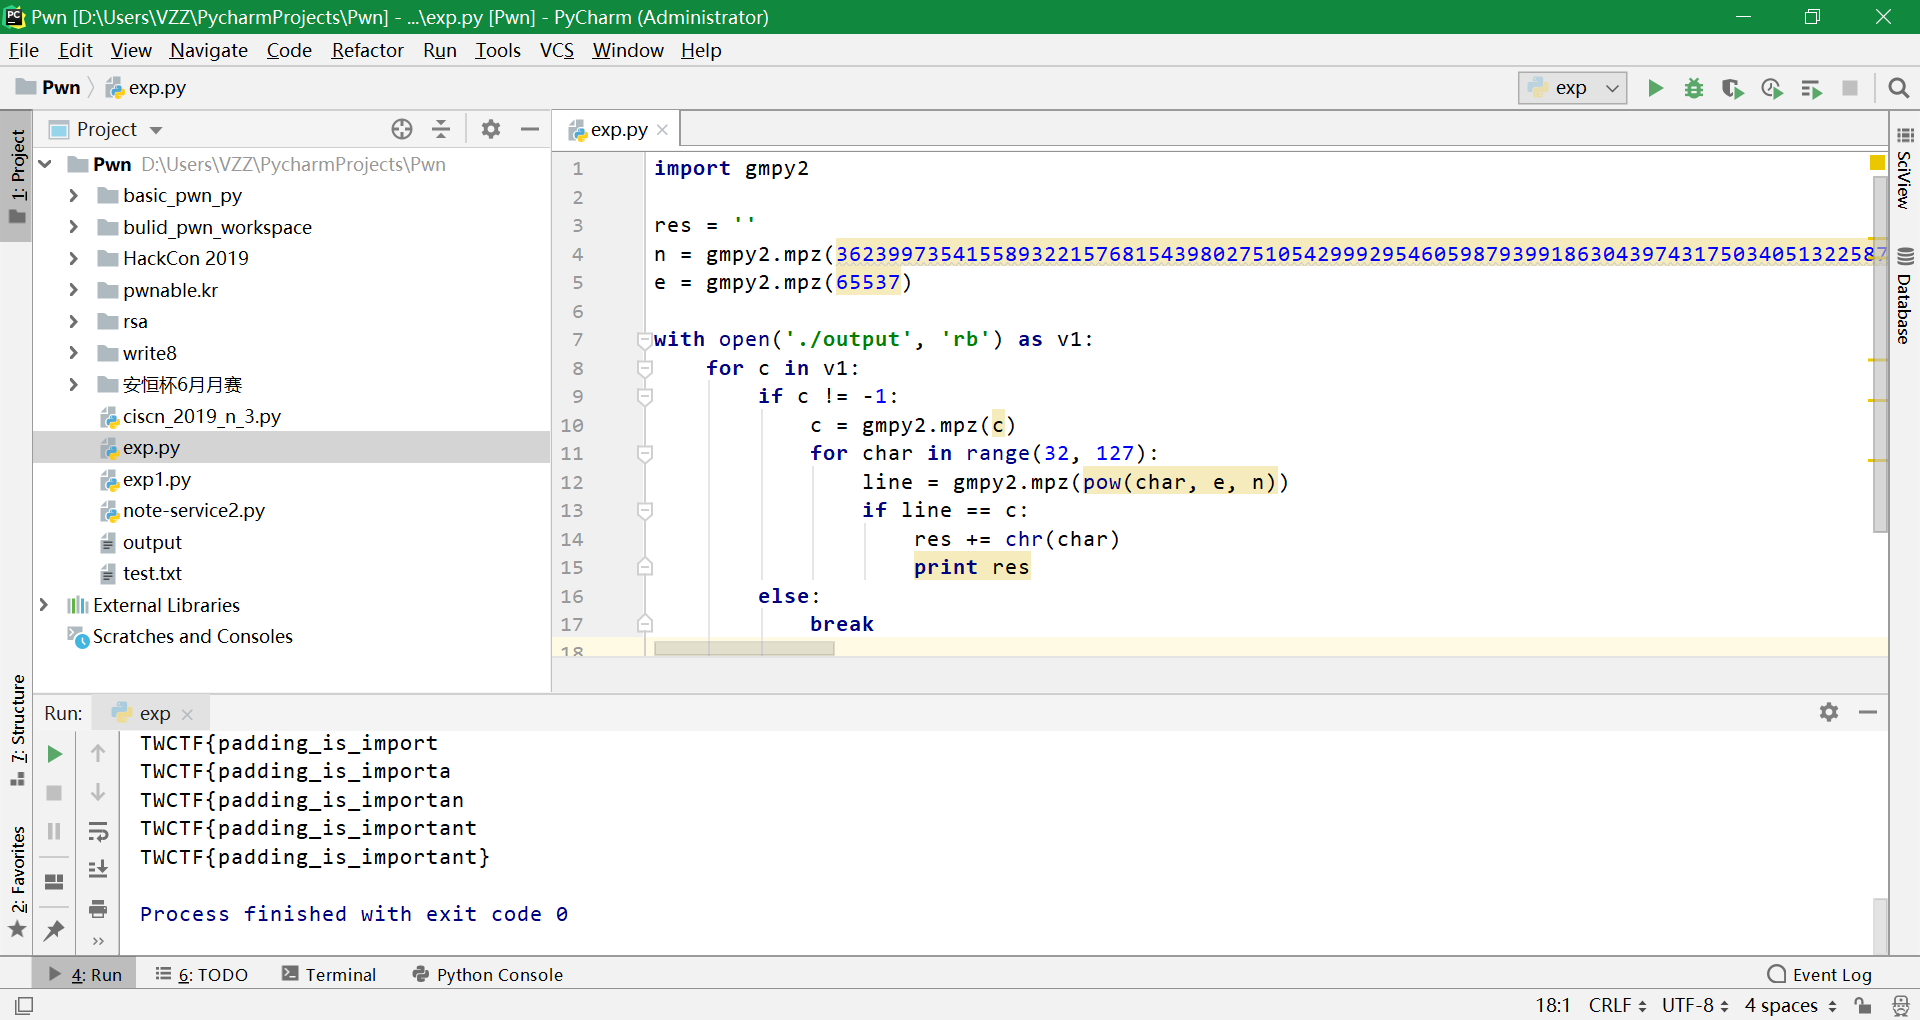 Pwn [D:\Users\VZZ\PycharmProjects\Pwn] - ...\exp.py [Pwn] - PyCharm (Administrator)
File Edit View Navigate Code Refactor Run Tools VCS Window Help
Pwn exp.py
exp
1: Project
Project
Pwn D:\Users\VZZ\PycharmProjects\Pwn
basic_pwn_py
bulid_pwn_workspace
HackCon 2019
pwnable.kr
rsa
write8
安恒杯6月月赛
ciscn_2019_n_3.py
exp.py
exp1.py
note-service2.py
output
test.txt
External Libraries
Scratches and Consoles
exp.py
1 import gmpy2
2
3 res = ''
4 n = gmpy2.mpz(36239973541558932215768154398027510542999295460598793991863043974317503405132258
5 e = gmpy2.mpz(65537)
6
7 with open('./output', 'rb') as v1:
8 for c in v1:
9 if c != -1:
10 c = gmpy2.mpz(c)
11 for char in range(32, 127):
12 line = gmpy2.mpz(pow(char, e, n))
13 if line == c:
14 res += chr(char)
15 print res
16 else:
17 break
18
SciView
Database
7: Structure
2: Favorites
Run: exp
TWCTF{padding_is_import
TWCTF{padding_is_importa
TWCTF{padding_is_importan
TWCTF{padding_is_important
TWCTF{padding_is_important}
Process finished with exit code 0
4: Run 6: TODO Terminal Python Console Event Log
18:1 CRLF UTF-8 4 spaces